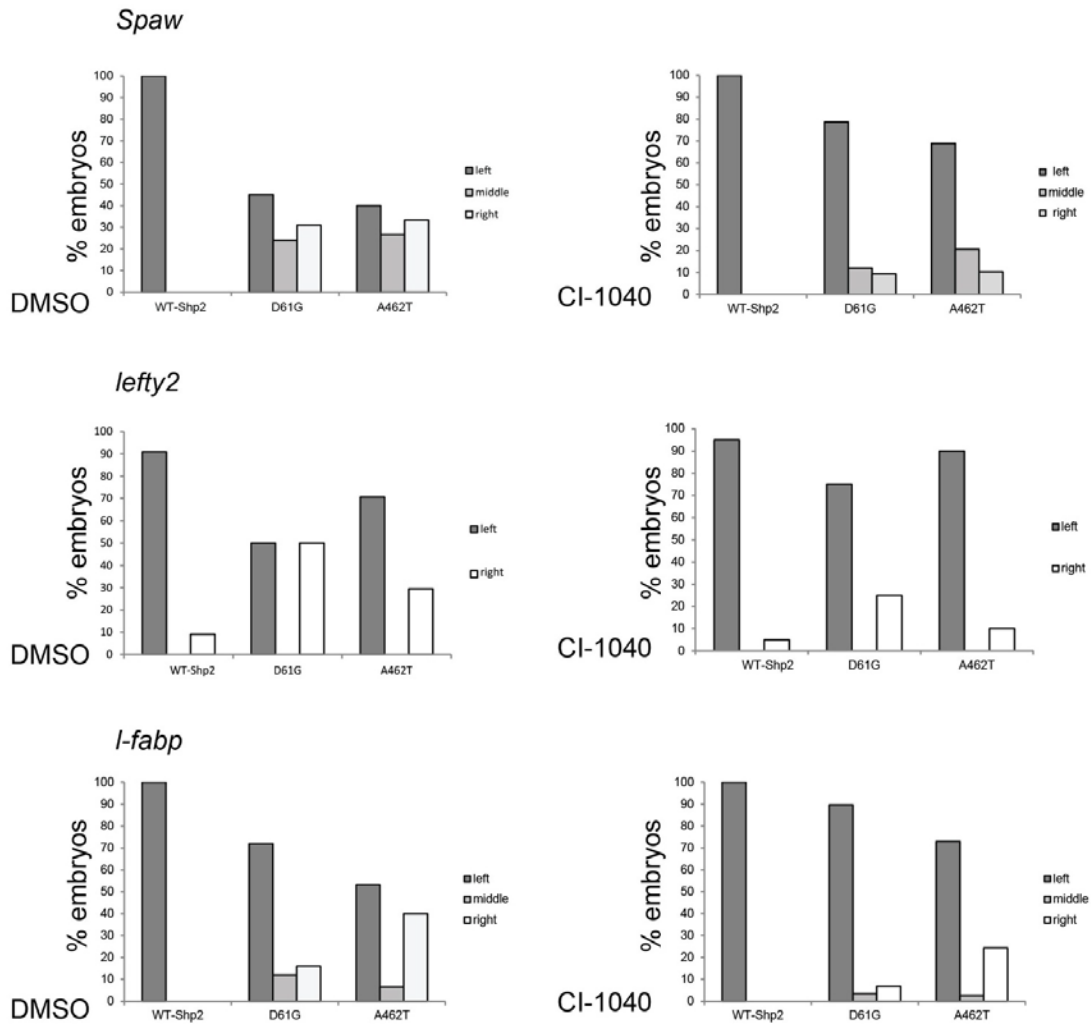 Spaw
100
90
80
70
60
50
40
30
20
10
0
% embryos
left
middle
right
WT-Shp2 D61G A462T
DMSO
100
90
80
70
60
50
40
30
20
10
0
% embryos
left
middle
right
WT-Shp2 D61G A462T
CI-1040
lefty2
100
90
80
70
60
50
40
30
20
10
0
% embryos
left
right
WT-Shp2 D61G A462T
DMSO
100
90
80
70
60
50
40
30
20
10
0
% embryos
left
right
WT-Shp2 D61G A462T
CI-1040
l-fabp
100
90
80
70
60
50
40
30
20
10
0
% embryos
left
middle
right
WT-Shp2 D61G A462T
DMSO
100
90
80
70
60
50
40
30
20
10
0
% embryos
left
middle
right
WT-Shp2 D61G A462T
CI-1040